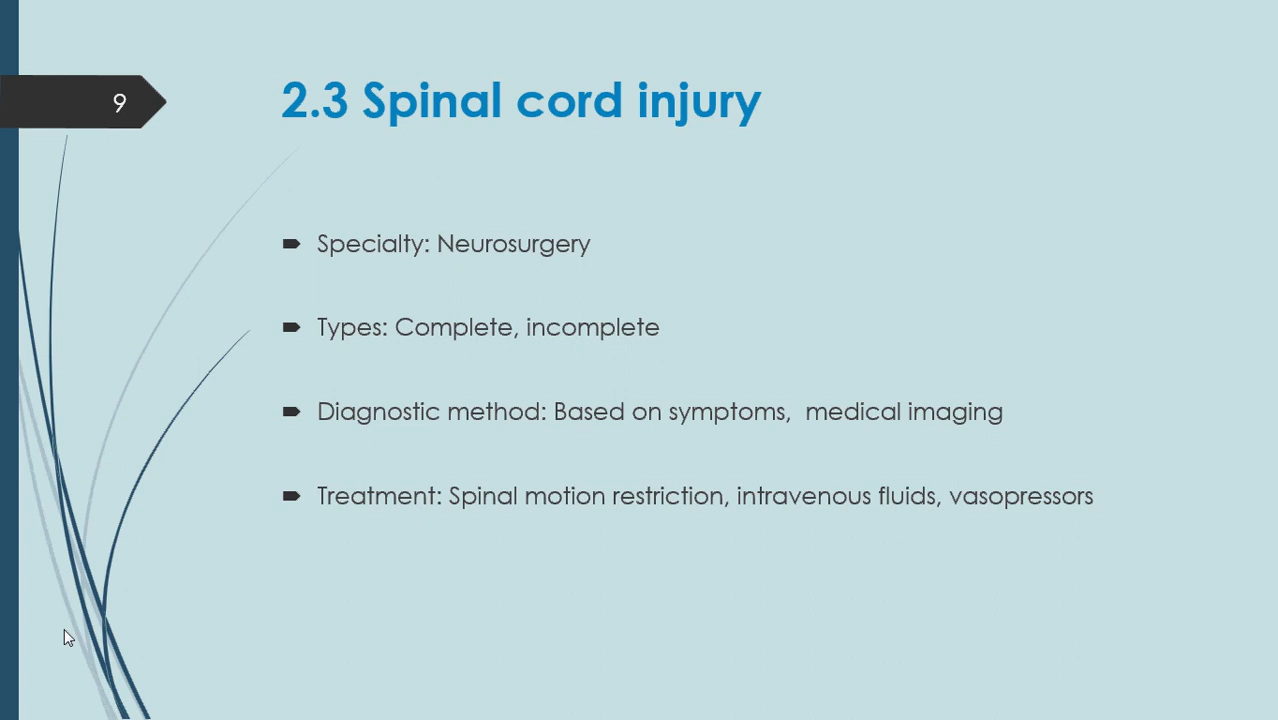 9
2.3 Spinal cord injury
Specialty: Neurosurgery
Types: Complete, incomplete
Diagnostic method: Based on symptoms,  medical imaging
Treatment: Spinal motion restriction, intravenous fluids, vasopressors